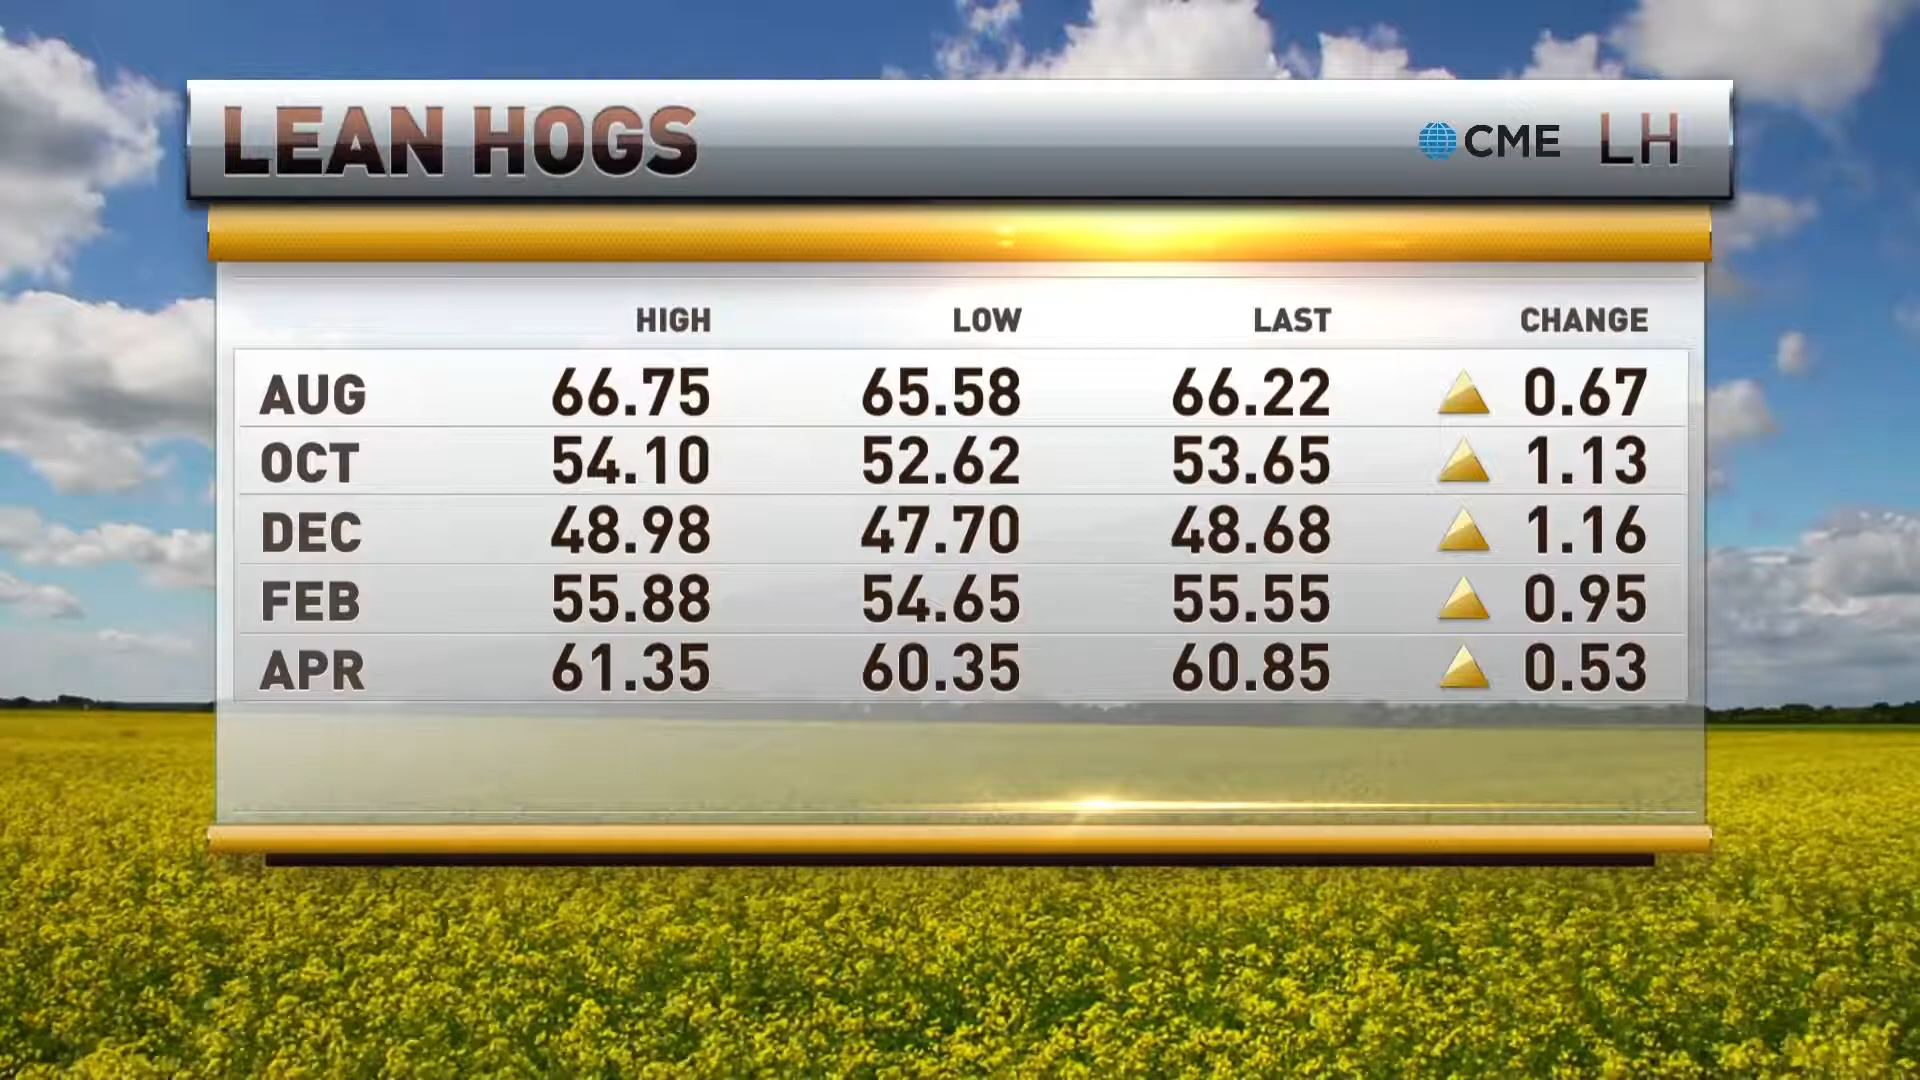 LEAN HOGS CME LH
HIGH LOW LAST CHANGE
AUG 66.75 65.58 66.22 0.67
OCT 54.10 52.62 53.65 1.13
DEC 48.98 47.70 48.68 1.16
FEB 55.88 54.65 55.55 0.95
APR 61.35 60.35 60.85 0.53